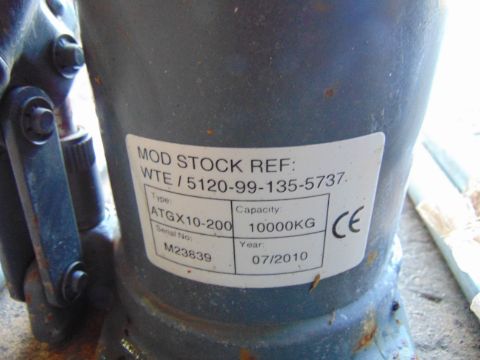 MOD STOCK REF:
WTE / 5120-99-135-5737
Type: Capacity:
ATGX10-200 10000KG
Serial No: Year:
M23839 07/2010
CE